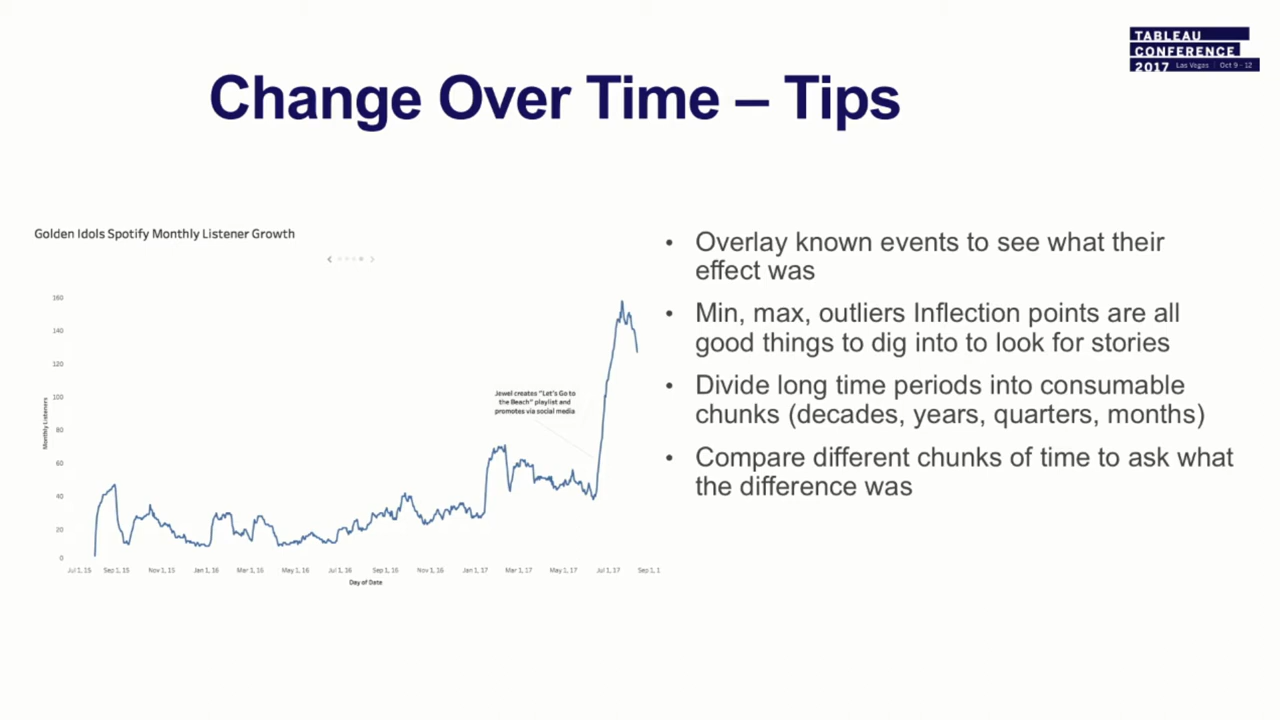 TABLEAU
CONFERENCE
2017 Las Vegas | Oct 9 - 12
Change Over Time – Tips
Golden Idols Spotify Monthly Listener Growth
160
140
120
100
80
60
40
20
0
Monthly Listeners
Jewel creates "Let's Go to
the Beach" playlist and
promotes via social media
Jul 1, 15 Sep 1, 15 Nov 1, 15 Jan 1, 16 Mar 1, 16 May 1, 16 Jul 1, 16 Sep 1, 16 Nov 1, 16 Jan 1, 17 Mar 1, 17 May 1, 17 Jul 1, 17 Sep 1, 1
Day of Date
• Overlay known events to see what their
effect was
• Min, max, outliers Inflection points are all
good things to dig into to look for stories
• Divide long time periods into consumable
chunks (decades, years, quarters, months)
• Compare different chunks of time to ask what
the difference was